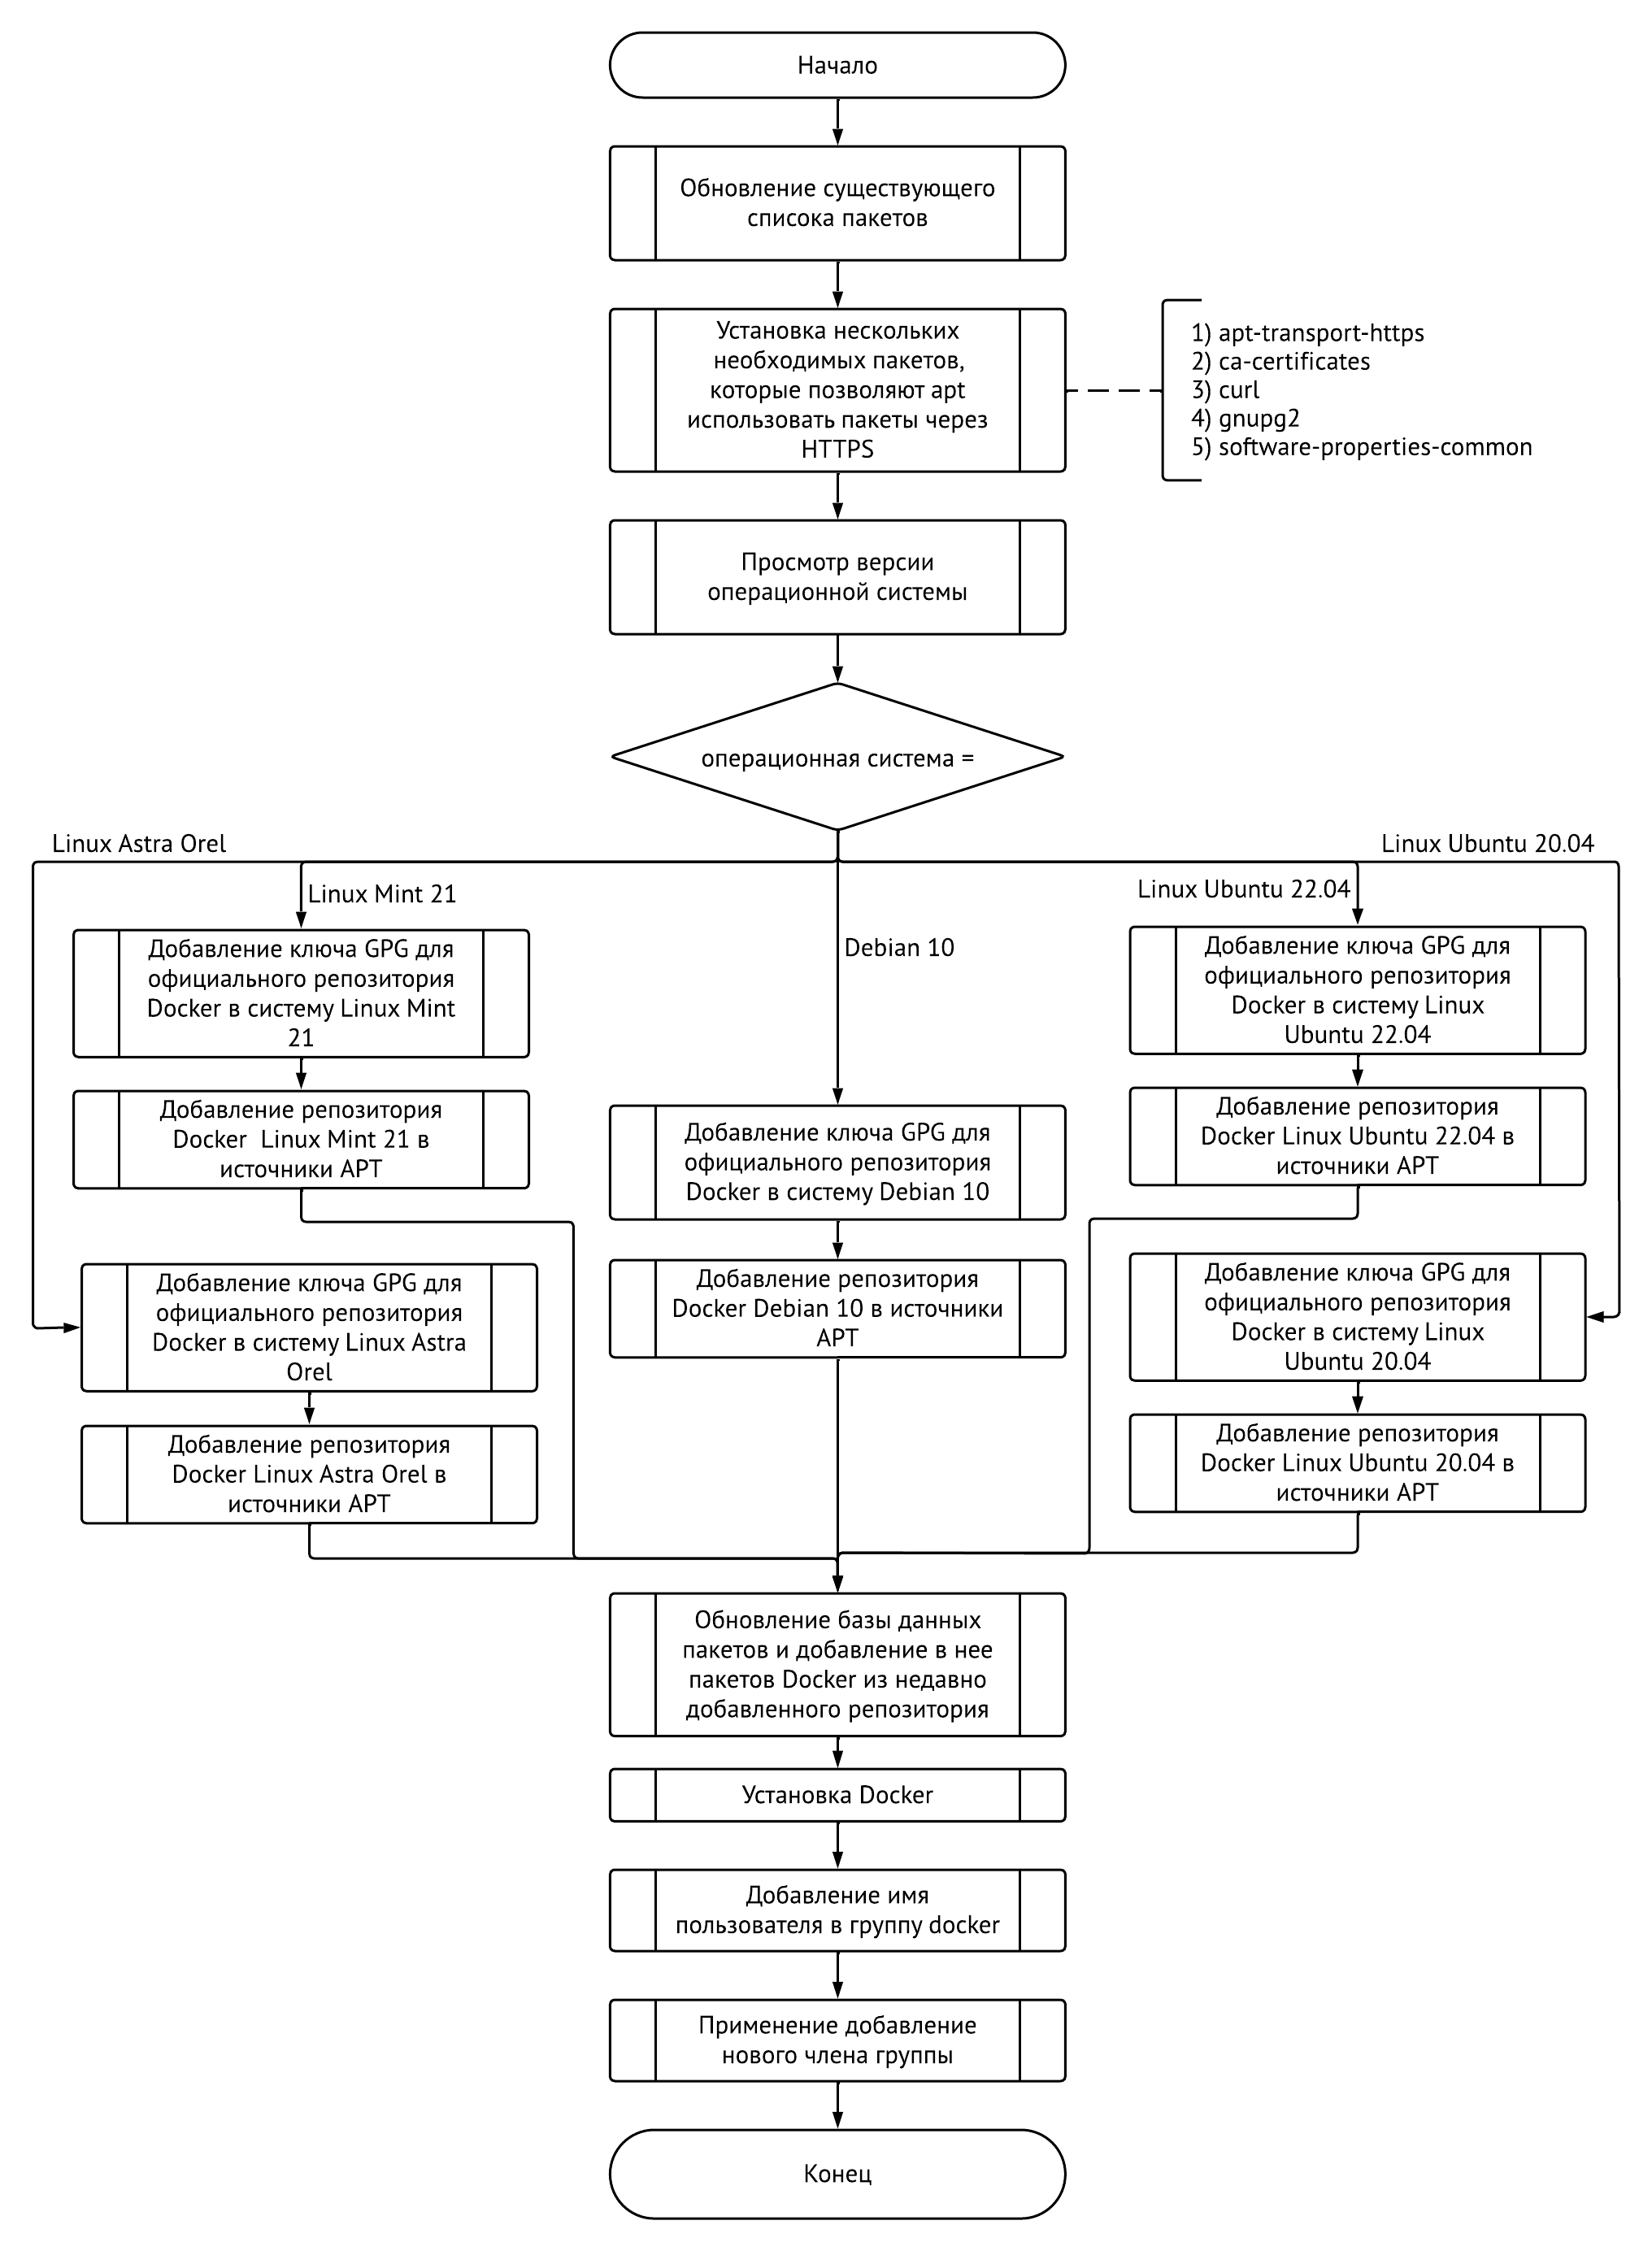 Начало
Обновление существующего
списока пакетов
Установка нескольких
необходимых пакетов,
которые позволяют apt
использовать пакеты через
HTTPS
1) apt-transport-https
2) ca-certificates
3) curl
4) gnupg2
5) software-properties-common
Просмотр версии
операционной системы
операционная система =
Linux Astra Orel
Linux Ubuntu 20.04
Linux Mint 21
Linux Ubuntu 22.04
Debian 10
Добавление ключа GPG для
официального репозитория
Docker в систему Linux Mint
21
Добавление репозитория
Docker  Linux Mint 21 в
источники APT
Добавление ключа GPG для
официального репозитория
Docker в систему Linux Astra
Orel
Добавление репозитория
Docker Linux Astra Orel в
источники APT
Добавление ключа GPG для
официального репозитория
Docker в систему Debian 10
Добавление репозитория
Docker Debian 10 в источники
APT
Добавление ключа GPG для
официального репозитория
Docker в систему Linux
Ubuntu 22.04
Добавление репозитория
Docker Linux Ubuntu 22.04 в
источники APT
Добавление ключа GPG для
официального репозитория
Docker в систему Linux
Ubuntu 20.04
Добавление репозитория
Docker Linux Ubuntu 20.04 в
источники APT
Обновление базы данных
пакетов и добавление в нее
пакетов Docker из недавно
добавленного репозитория
Установка Docker
Добавление имя
пользователя в группу docker
Применение добавление
нового члена группы
Конец